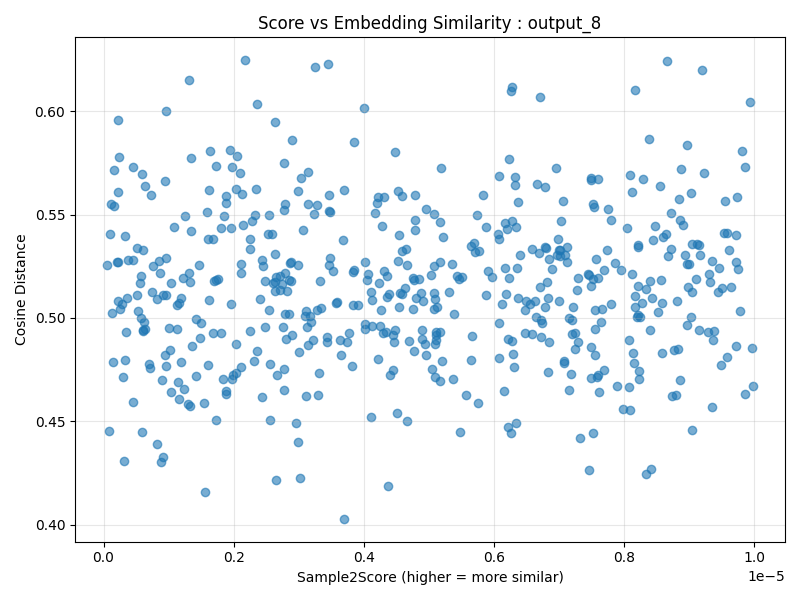 Score vs Embedding Similarity : output_8
Cosine Distance
0.60
0.55
0.50
0.45
0.40
0.0 0.2 0.4 0.6 0.8 1.0
1e−5
Sample2Score (higher = more similar)